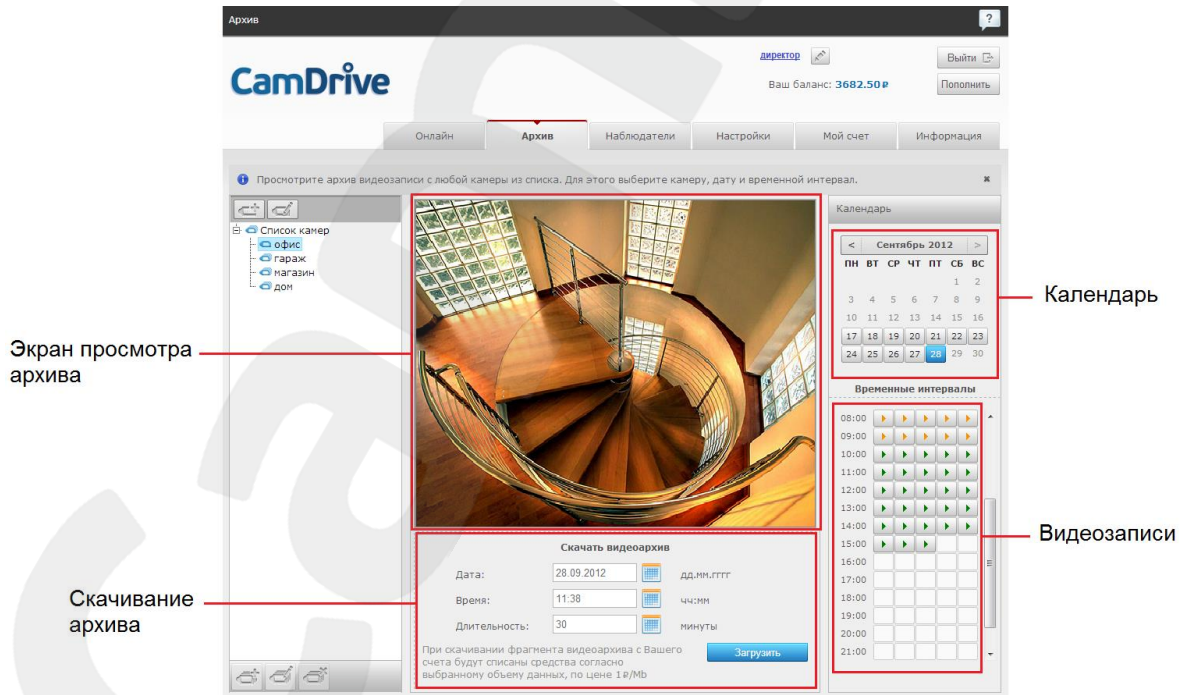 Архив
?
CamDrive
директор
Выйти
Ваш баланс: 3682.50 ₽
Пополнить
Онлайн
Архив
Наблюдатели
Настройки
Мой счет
Информация
Просмотрите архив видеозаписи с любой камеры из списка. Для этого выберите камеру, дату и временной интервал.
Список камер
офис
гараж
магазин
дом
Экран просмотра
архива
Календарь
< Сентябрь 2012 >
ПН ВТ СР ЧТ ПТ СБ ВС
1 2
3 4 5 6 7 8 9
10 11 12 13 14 15 16
17 18 19 20 21 22 23
24 25 26 27 28 29 30
Календарь
Временные интервалы
08:00
09:00
10:00
11:00
12:00
13:00
14:00
15:00
16:00
17:00
18:00
19:00
20:00
21:00
Видеозаписи
Скачать видеоархив
Дата: 28.09.2012 дд.мм.гггг
Время: 11:38 чч:мм
Длительность: 30 минуты
При скачивании фрагмента видеоархива с Вашего
счета будут списаны средства согласно
выбранному объему данных, по цене 1₽/Mb
Загрузить
Скачивание
архива